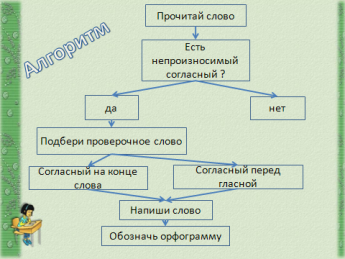 Алгоритм
Прочитай слово
Есть
непроизносимый
согласный ?
да
нет
Подбери проверочное слово
Согласный на конце
слова
Согласный перед
гласной
Напиши слово
Обозначь орфограмму